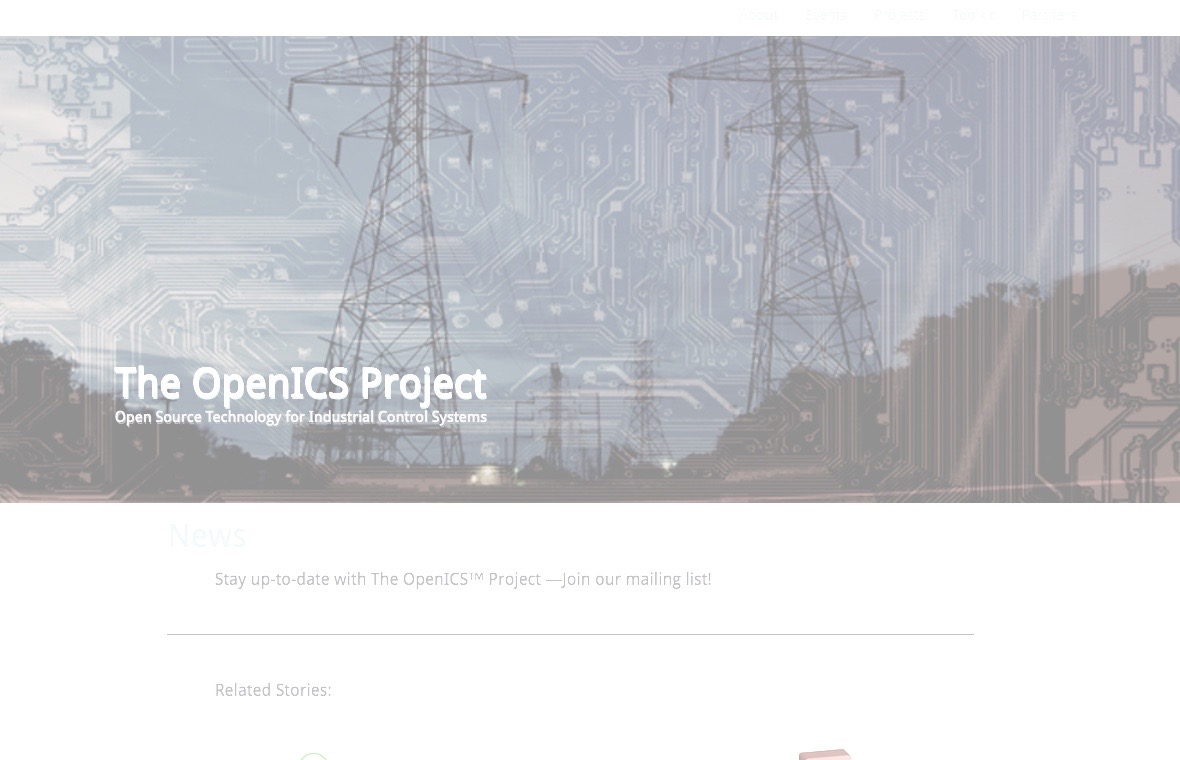 About Events Projects Toolkit Partners
The OpenICS Project
Open Source Technology for Industrial Control Systems
News
Stay up-to-date with The OpenICS™ Project —Join our mailing list!
Related Stories: